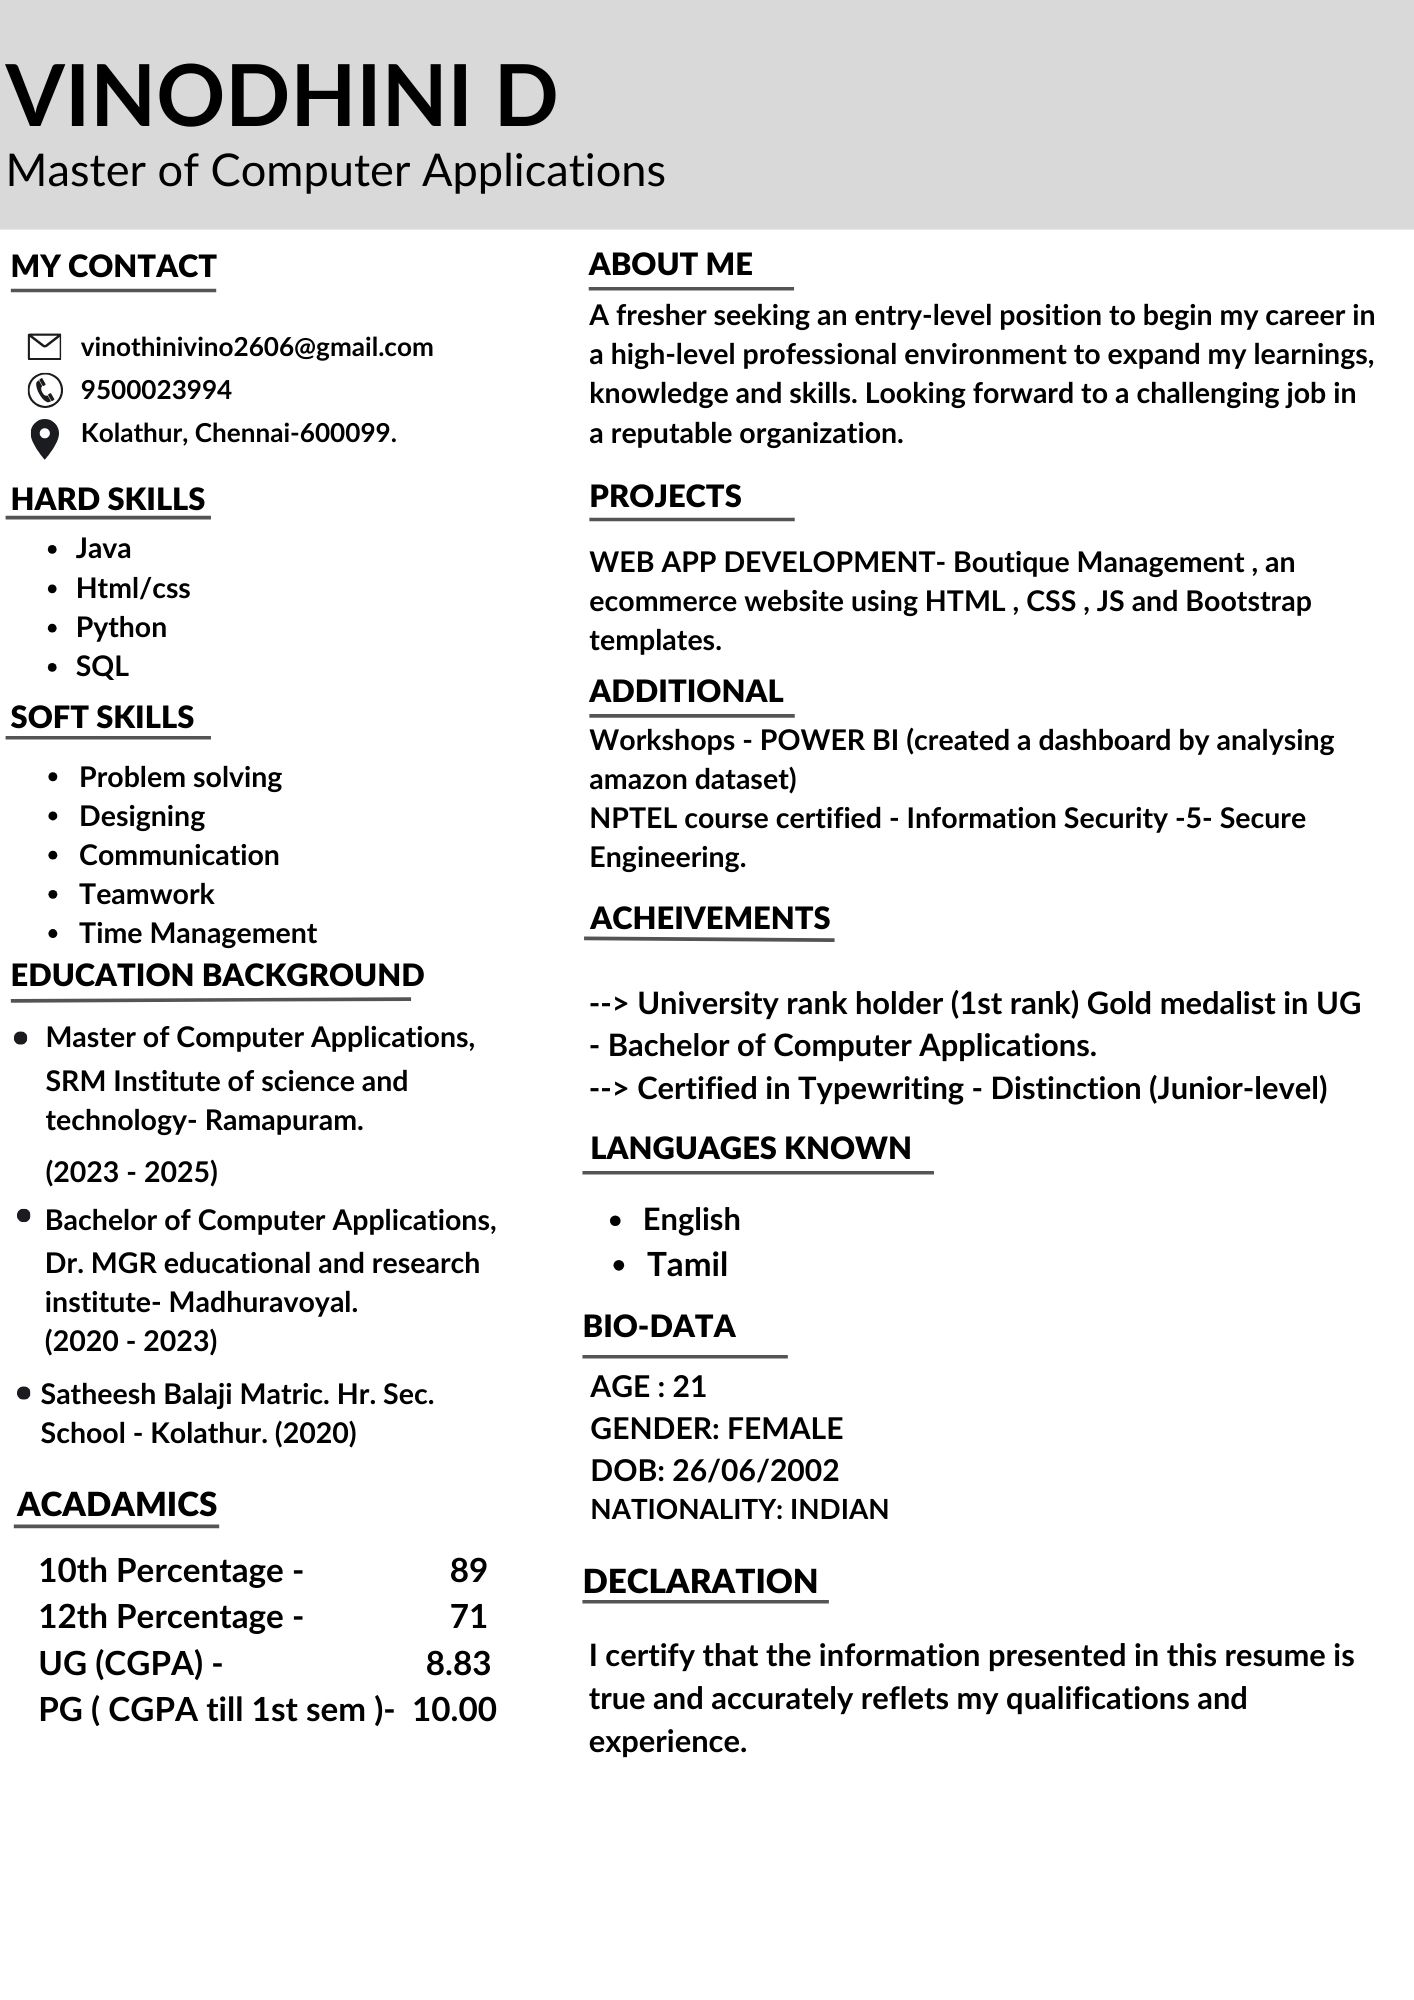 VINODHINI D
Master of Computer Applications
MY CONTACT
vinothinivino2606@gmail.com
9500023994
Kolathur, Chennai-600099.
HARD SKILLS
• Java
• Html/css
• Python
• SQL
SOFT SKILLS
• Problem solving
• Designing
• Communication
• Teamwork
• Time Management
EDUCATION BACKGROUND
• Master of Computer Applications,
SRM Institute of science and
technology- Ramapuram.
(2023 - 2025)
• Bachelor of Computer Applications,
Dr. MGR educational and research
institute- Madhuravoyal.
(2020 - 2023)
• Satheesh Balaji Matric. Hr. Sec.
School - Kolathur. (2020)
ACADAMICS
10th Percentage - 89
12th Percentage - 71
UG (CGPA) - 8.83
PG ( CGPA till 1st sem )- 10.00
ABOUT ME
A fresher seeking an entry-level position to begin my career in
a high-level professional environment to expand my learnings,
knowledge and skills. Looking forward to a challenging job in
a reputable organization.
PROJECTS
WEB APP DEVELOPMENT- Boutique Management , an
ecommerce website using HTML , CSS , JS and Bootstrap
templates.
ADDITIONAL
Workshops - POWER BI (created a dashboard by analysing
amazon dataset)
NPTEL course certified - Information Security -5- Secure
Engineering.
ACHEIVEMENTS
--> University rank holder (1st rank) Gold medalist in UG
- Bachelor of Computer Applications.
--> Certified in Typewriting - Distinction (Junior-level)
LANGUAGES KNOWN
• English
• Tamil
BIO-DATA
AGE : 21
GENDER: FEMALE
DOB: 26/06/2002
NATIONALITY: INDIAN
DECLARATION
I certify that the information presented in this resume is
true and accurately reflets my qualifications and
experience.